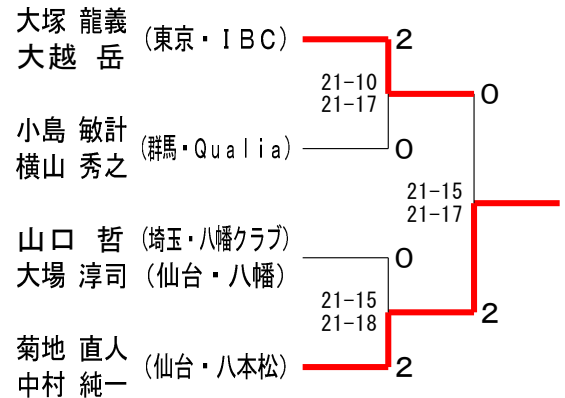 大塚 龍義
大越 岳
(東京・ＩＢＣ)
2
21-10
21-17
0
小島 敏計
横山 秀之
(群馬・Ｑｕａｌｉａ)
0
21-15
21-17
山口 哲
大場 淳司
(埼玉・八幡クラブ)
(仙台・八幡)
0
21-15
21-18
2
菊地 直人
中村 純一
(仙台・八本松)
2